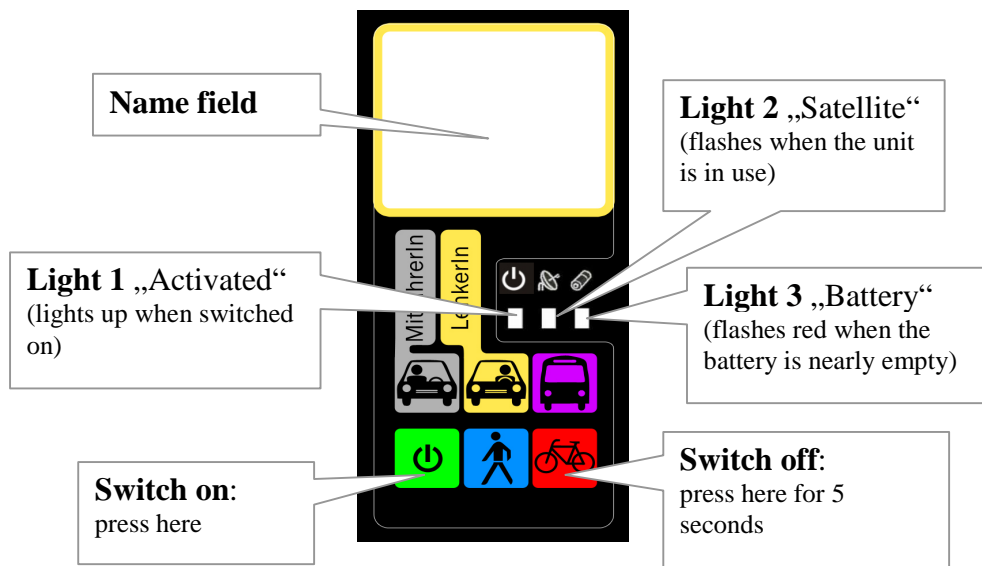 Name field
Light 2 „Satellite“
(flashes when the unit
is in use)
Light 1 „Activated“
(lights up when switched
on)
MitfahrerIn
LenkerIn
Light 3 „Battery“
(flashes red when the
battery is nearly empty)
Switch on:
press here
Switch off:
press here for 5
seconds